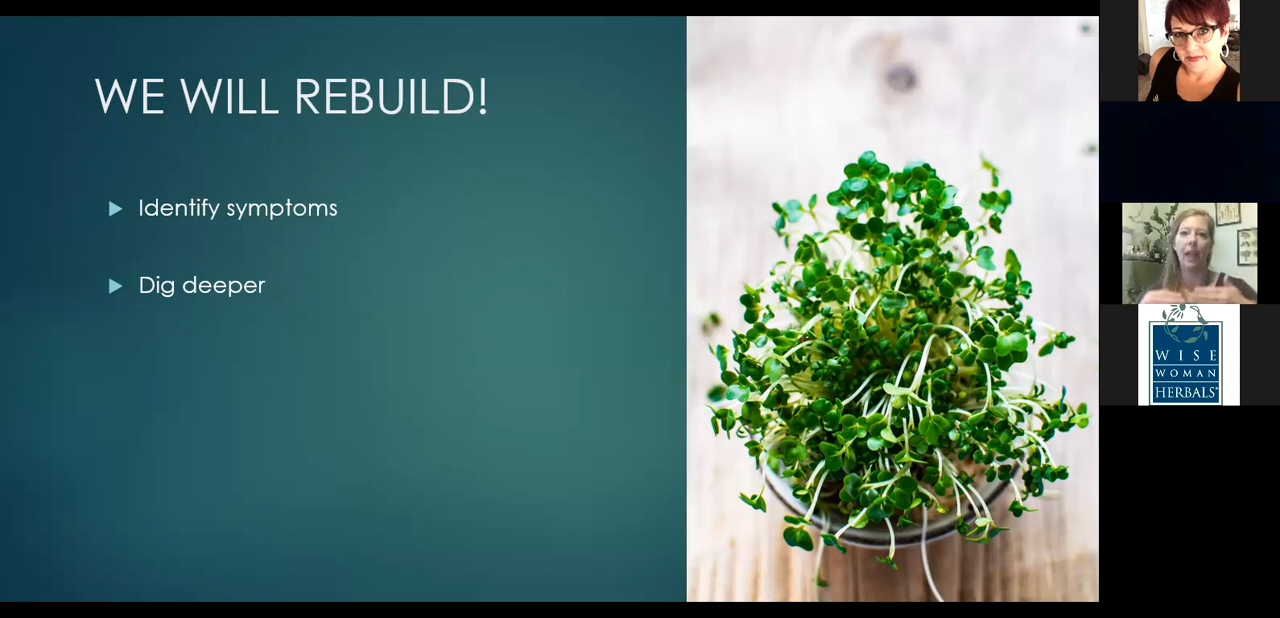 WE WILL REBUILD!
Identify symptoms
Dig deeper
WISE
WOMAN
HERBALS®